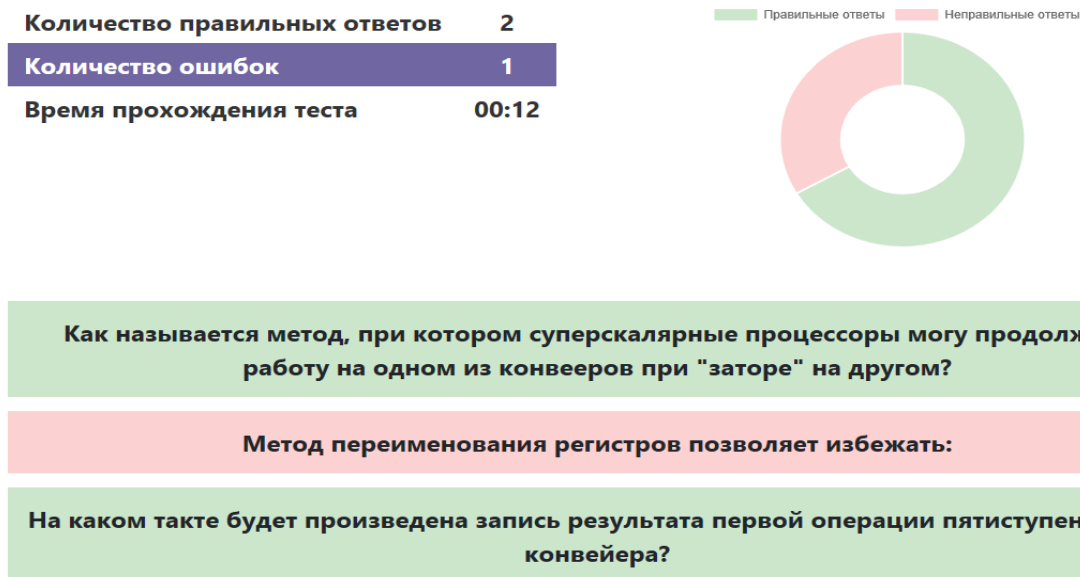 Количество правильных ответов 2
Количество ошибок 1
Время прохождения теста 00:12
Правильные ответы Неправильные ответы
Как называется метод, при котором суперскалярные процессоры могу продолж
работу на одном из конвееров при "заторе" на другом?
Метод переименования регистров позволяет избежать:
На каком такте будет произведена запись результата первой операции пятиступен
конвейера?